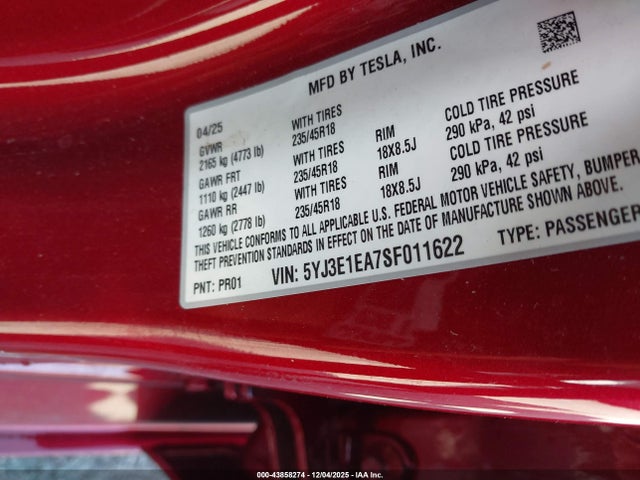 MFD BY TESLA, INC.
04/25
GVWR WITH TIRES RIM COLD TIRE PRESSURE
2165 kg (4773 lb) 235/45R18 18X8.5J 290 kPa, 42 psi
GAWR FRT WITH TIRES RIM COLD TIRE PRESSURE
1110 kg (2447 lb) 235/45R18 18X8.5J 290 kPa, 42 psi
GAWR RR WITH TIRES
1260 kg (2778 lb) 235/45R18
THIS VEHICLE CONFORMS TO ALL APPLICABLE U.S. FEDERAL MOTOR VEHICLE SAFETY, BUMPER,
THEFT PREVENTION STANDARDS IN EFFECT ON THE DATE OF MANUFACTURE SHOWN ABOVE.
PNT: PR01 VIN: 5YJ3E1EA7SF011622 TYPE: PASSENGER
000-43858274 - 12/04/2025 - IAA Inc.